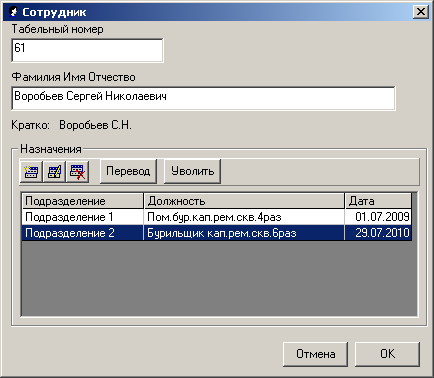 Сотрудник
Табельный номер
61
Фамилия Имя Отчество
Воробьев Сергей Николаевич
Кратко: Воробьев С.Н.
Назначения
Перевод Уволить
Подразделение Должность Дата
Подразделение 1 Пом.бур.кап.рем.скв.4раз 01.07.2009
Подразделение 2 Бурильщик кап.рем.скв.6раз 29.07.2010
Отмена OK